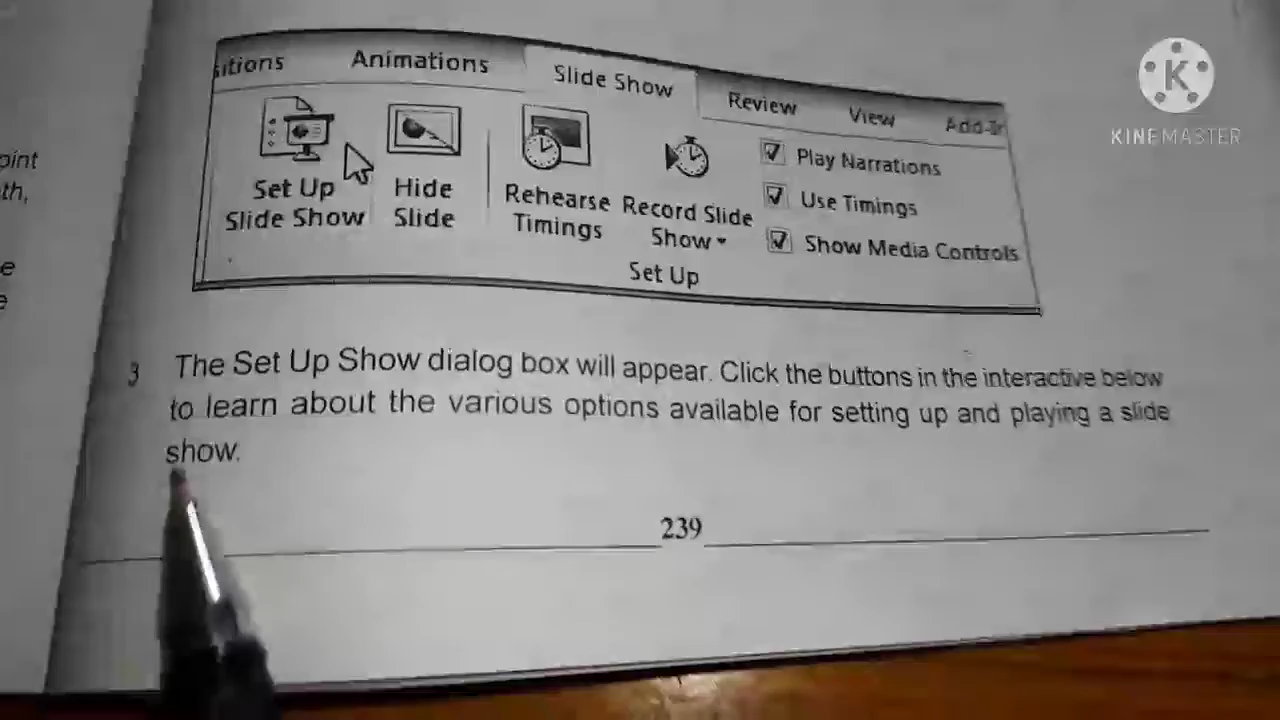 oint
th,
e
e
itions Animations Slide Show Review View Add-In
Set Up
Slide Show
Hide
Slide
Rehearse
Timings
Record Slide
Show
Play Narrations
Use Timings
Show Media Controls
Set Up
3 The Set Up Show dialog box will appear. Click the buttons in the interactive below
to learn about the various options available for setting up and playing a slide
show.
239
K
KINEMASTER